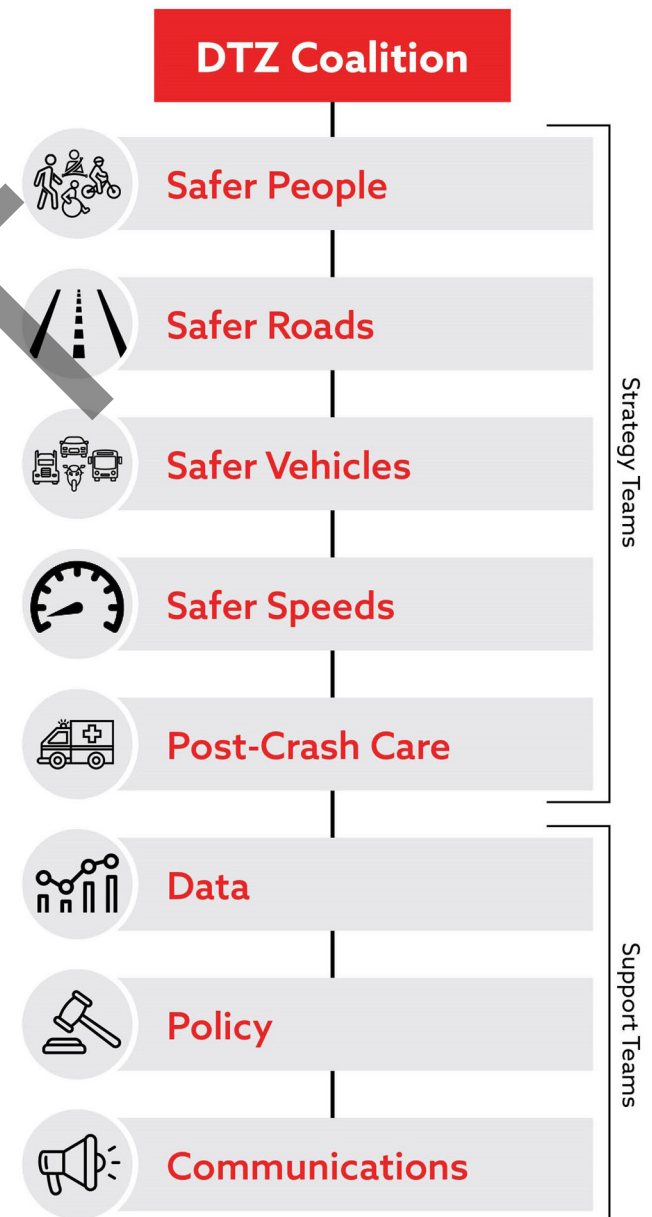 DTZ Coalition
Safer People
Safer Roads
Safer Vehicles
Safer Speeds
Post-Crash Care
Strategy Teams
Data
Policy
Communications
Support Teams